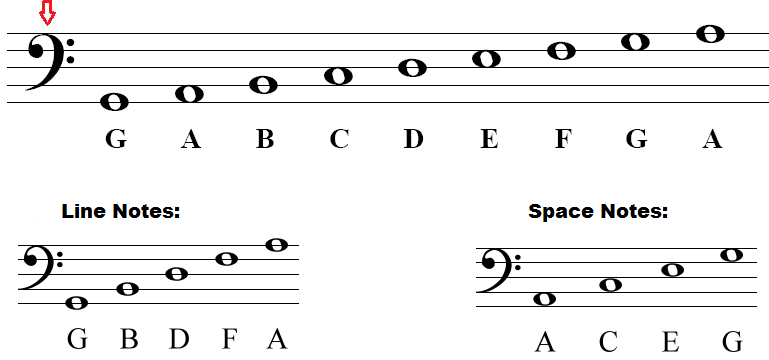 G A B C D E F G A
Line Notes: Space Notes:
G B D F A A C E G